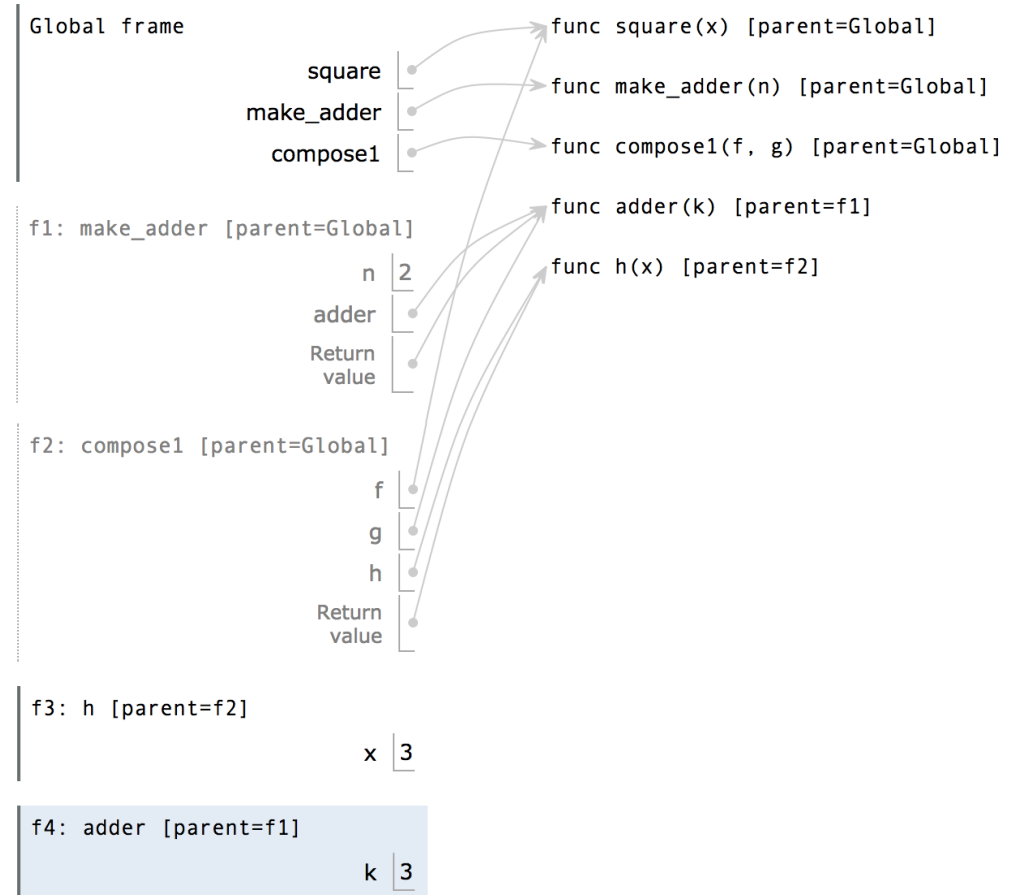 Global frame
square
make_adder
compose1
func square(x) [parent=Global]
func make_adder(n) [parent=Global]
func compose1(f, g) [parent=Global]
func adder(k) [parent=f1]
func h(x) [parent=f2]
f1: make_adder [parent=Global]
n 2
adder
Return
value
f2: compose1 [parent=Global]
f
g
h
Return
value
f3: h [parent=f2]
x 3
f4: adder [parent=f1]
k 3